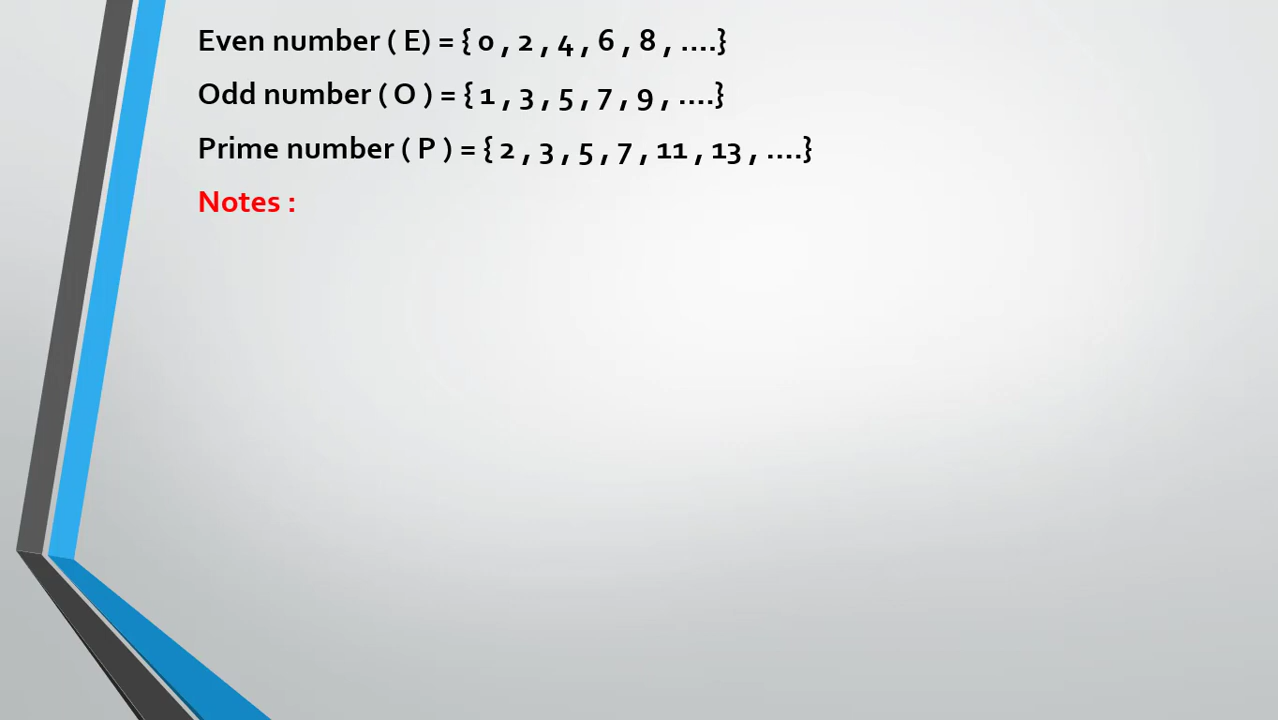 Even number ( E) = { 0 , 2 , 4 , 6 , 8 , ....}
Odd number ( O ) = { 1 , 3 , 5 , 7 , 9 , ....}
Prime number ( P ) = { 2 , 3 , 5 , 7 , 11 , 13 , ....}
Notes :